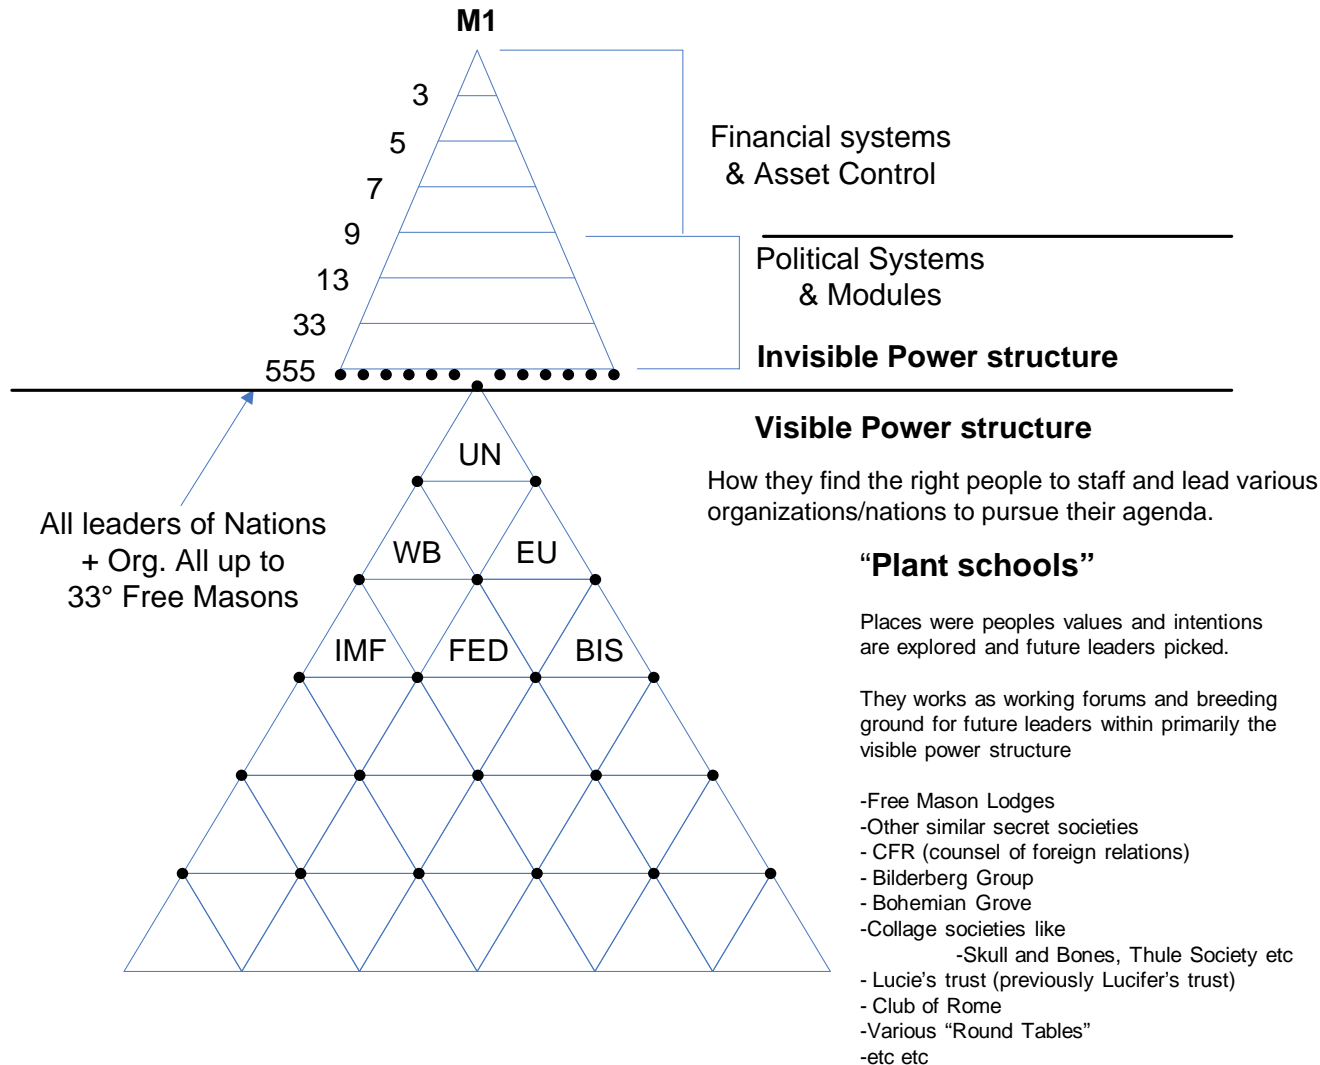 M1
3
5
7
9
13
33
555
Financial systems
& Asset Control
Political Systems
& Modules
Invisible Power structure
Visible Power structure
How they find the right people to staff and lead various
organizations/nations to pursue their agenda.
All leaders of Nations
+ Org. All up to
33° Free Masons
UN
WB EU
IMF FED BIS
“Plant schools”
Places were peoples values and intentions
are explored and future leaders picked.
They works as working forums and breeding
ground for future leaders within primarily the
visible power structure
-Free Mason Lodges
-Other similar secret societies
- CFR (counsel of foreign relations)
- Bilderberg Group
- Bohemian Grove
-Collage societies like
-Skull and Bones, Thule Society etc
- Lucie’s trust (previously Lucifer’s trust)
- Club of Rome
-Various “Round Tables”
-etc etc